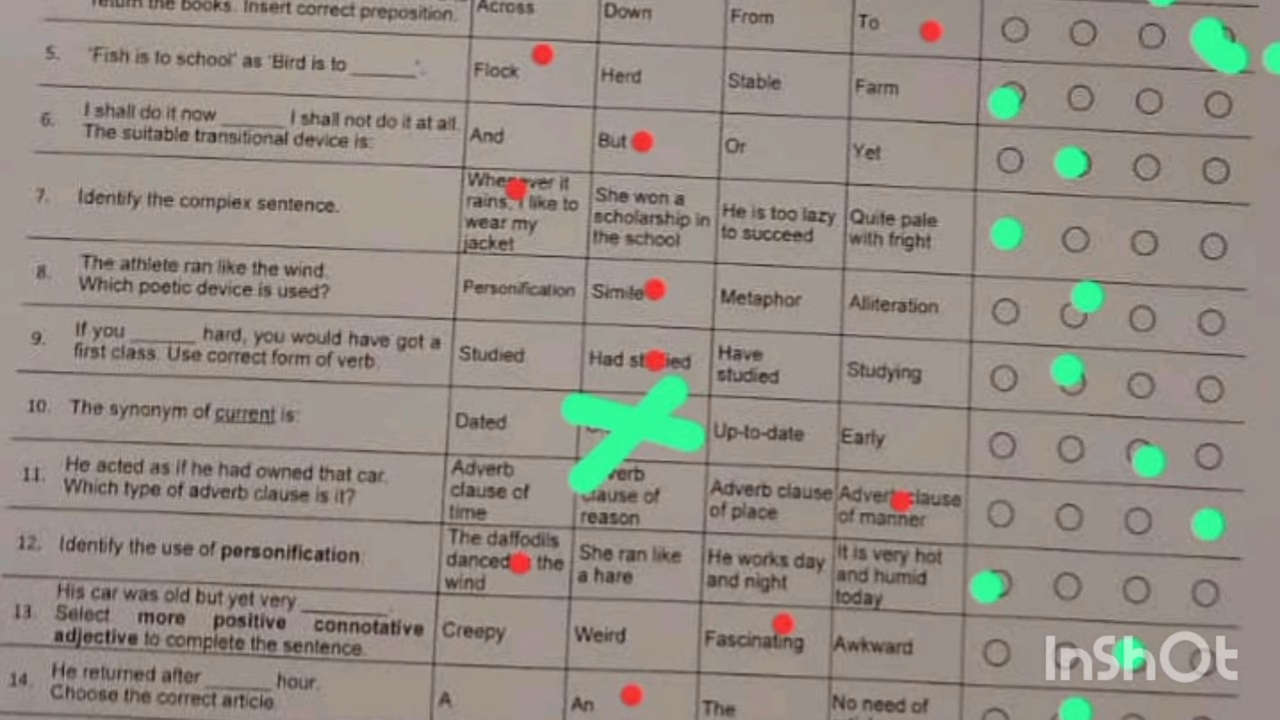 return the books. Insert correct preposition. Across Down From To
5. 'Fish is to school' as 'Bird is to ______'. Flock Herd Stable Farm
6. I shall do it now ______ I shall not do it at all.
The suitable transitional device is: And But Or Yet
7. Identify the complex sentence.
Whenever it
rains, I like to
wear my
jacket
She won a
scholarship in
the school
He is too lazy
to succeed
Quite pale
with fright
8. The athlete ran like the wind.
Which poetic device is used? Personification Simile Metaphor Alliteration
9. If you ______ hard, you would have got a
first class. Use correct form of verb. Studied Had studied
Have
studied
Studying
10. The synonym of current is: Dated Up-to-date Early
11. He acted as if he had owned that car.
Which type of adverb clause is it?
Adverb
clause of
time
clause of
reason
Adverb clause
of place
Adverb clause
of manner
12. Identify the use of personification
The daffodils
danced the
wind
She ran like
a hare
He works day
and night
It is very hot
and humid
today
13. His car was old but yet very ________.
Select more positive connotative
adjective to complete the sentence. Creepy Weird Fascinating Awkward
14. He returned after ______ hour.
Choose the correct article. A An The No need of
InShOt